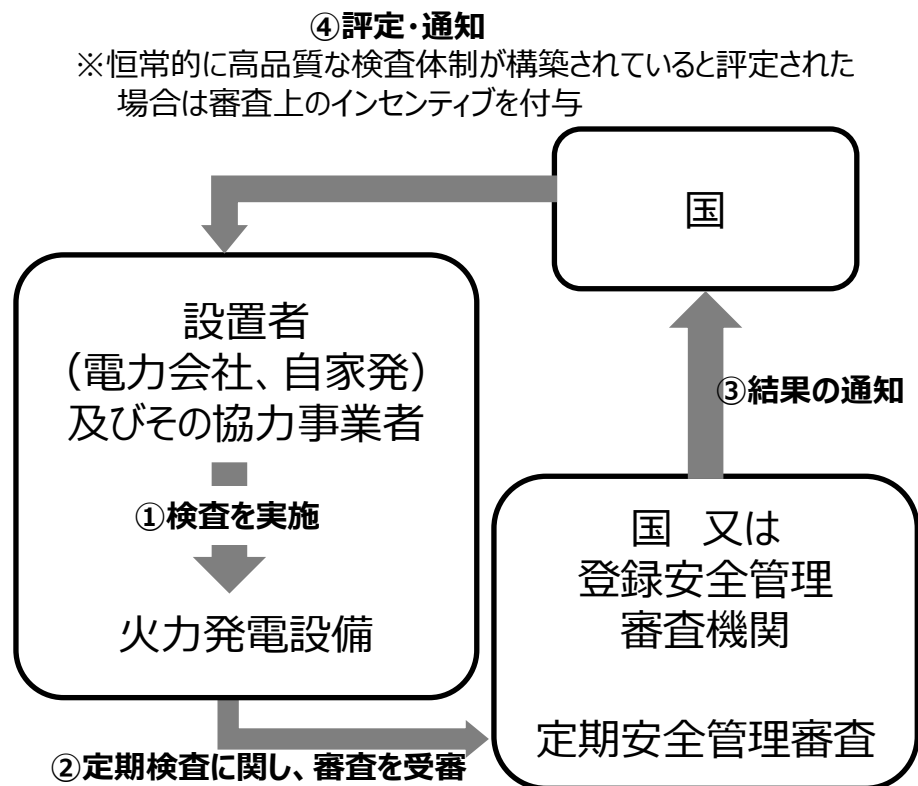 ④評定・通知
※恒常的に高品質な検査体制が構築されていると評定された
場合は審査上のインセンティブを付与
国
設置者
(電力会社、自家発)
及びその協力事業者
①検査を実施
火力発電設備
③結果の通知
国 又は
登録安全管理
審査機関
定期安全管理審査
②定期検査に関し、審査を受審